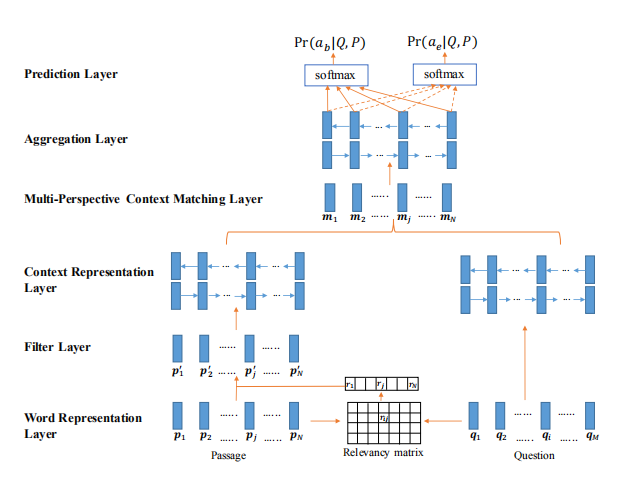 Pr(a_b|Q, P) Pr(a_e|Q, P)
Prediction Layer
softmax softmax
Aggregation Layer
... ...
... ...
Multi-Perspective Context Matching Layer
...... ......
m_1 m_2 ...... m_j ...... m_N
Context Representation
Layer
... ... ... ...
... ... ... ...
Filter Layer
...... ......
p'_1 p'_2 ...... p'_j ...... p'_N
r_1 r_j r_N
Word Representation
Layer
r_{i,j}
...... ...... ...... ......
p_1 p_2 ...... p_j ...... p_N
q_1 q_2 ...... q_i ...... q_M
Passage Relevancy matrix Question